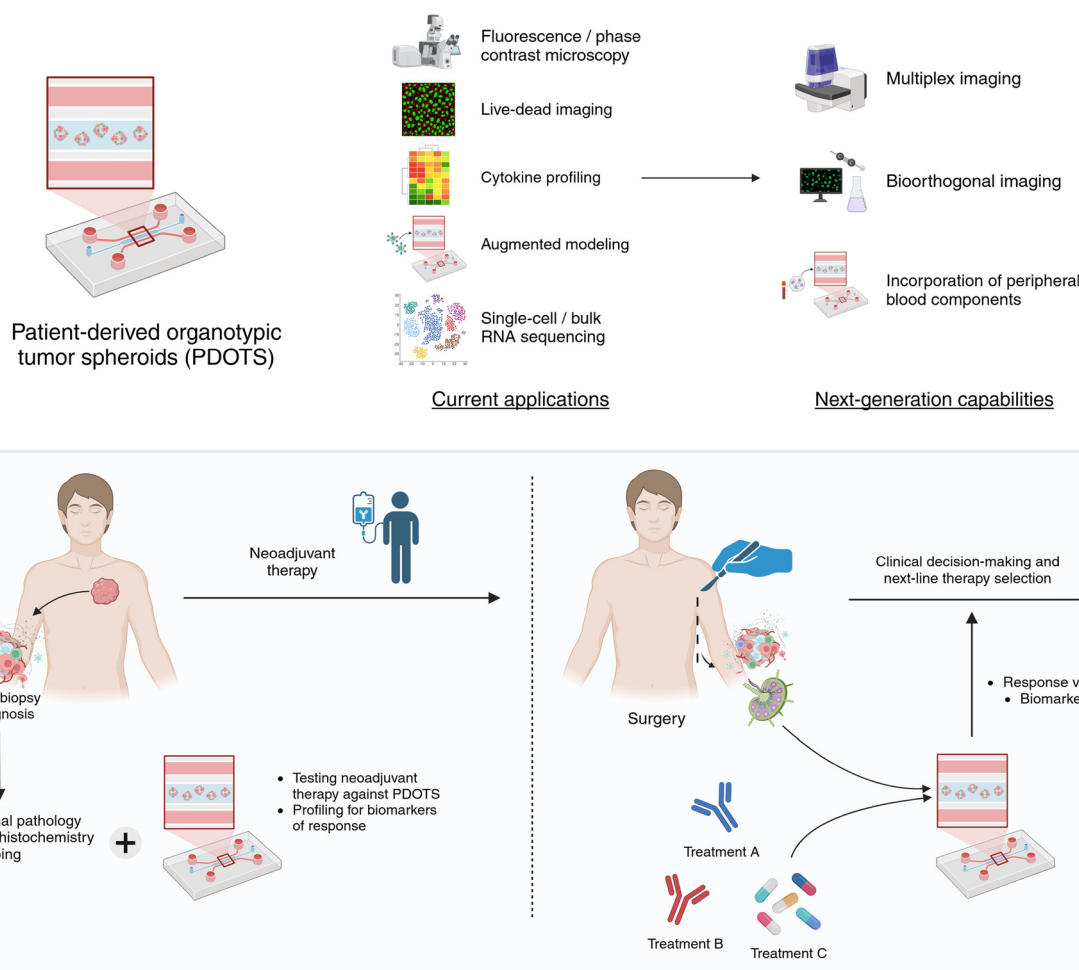 Patient-derived organotypic
tumor spheroids (PDOTS)
Fluorescence / phase
contrast microscopy
Live-dead imaging
Cytokine profiling
Augmented modeling
Single-cell / bulk
RNA sequencing
Current applications
Multiplex imaging
Bioorthogonal imaging
Incorporation of peripheral
blood components
Next-generation capabilities
biopsy
gnosis
Neoadjuvant
therapy
al pathology
histochemistry
ping
+
• Testing neoadjuvant
therapy against PDOTS
• Profiling for biomarkers
of response
Surgery
Treatment A
Treatment B
Treatment C
Clinical decision-making and
next-line therapy selection
• Response v
• Biomarke